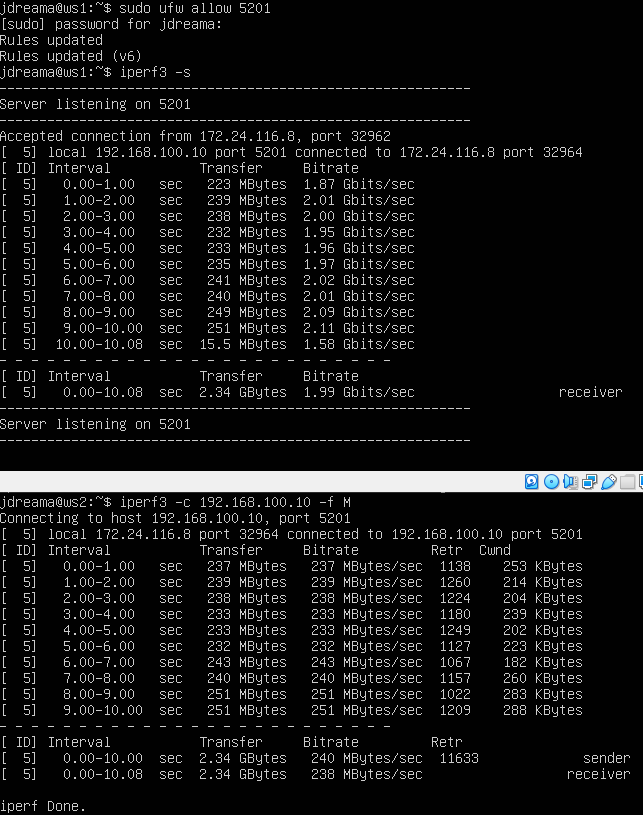 jdreama@ws1:~$ sudo ufw allow 5201
[sudo] password for jdreama:
Rules updated
Rules updated (v6)
jdreama@ws1:~$ iperf3 -s
-----------------------------------------------------------
Server listening on 5201
-----------------------------------------------------------
Accepted connection from 172.24.116.8, port 32962
[  5] local 192.168.100.10 port 5201 connected to 172.24.116.8 port 32964
[ ID] Interval           Transfer     Bitrate
[  5]   0.00-1.00   sec   223 MBytes  1.87 Gbits/sec
[  5]   1.00-2.00   sec   239 MBytes  2.01 Gbits/sec
[  5]   2.00-3.00   sec   238 MBytes  2.00 Gbits/sec
[  5]   3.00-4.00   sec   232 MBytes  1.95 Gbits/sec
[  5]   4.00-5.00   sec   233 MBytes  1.96 Gbits/sec
[  5]   5.00-6.00   sec   235 MBytes  1.97 Gbits/sec
[  5]   6.00-7.00   sec   241 MBytes  2.02 Gbits/sec
[  5]   7.00-8.00   sec   240 MBytes  2.01 Gbits/sec
[  5]   8.00-9.00   sec   249 MBytes  2.09 Gbits/sec
[  5]   9.00-10.00  sec   251 MBytes  2.11 Gbits/sec
[  5]  10.00-10.08  sec  15.5 MBytes  1.58 Gbits/sec
- - - - - - - - - - - - - - - - - - - - - - - - -
[ ID] Interval           Transfer     Bitrate
[  5]   0.00-10.08  sec  2.34 GBytes  1.99 Gbits/sec                  receiver
-----------------------------------------------------------
Server listening on 5201
-----------------------------------------------------------
jdreama@ws2:~$ iperf3 -c 192.168.100.10 -f M
Connecting to host 192.168.100.10, port 5201
[  5] local 172.24.116.8 port 32964 connected to 192.168.100.10 port 5201
[ ID] Interval           Transfer     Bitrate         Retr  Cwnd
[  5]   0.00-1.00   sec   237 MBytes   237 MBytes/sec  1138    253 KBytes
[  5]   1.00-2.00   sec   239 MBytes   239 MBytes/sec  1260    214 KBytes
[  5]   2.00-3.00   sec   238 MBytes   238 MBytes/sec  1224    204 KBytes
[  5]   3.00-4.00   sec   233 MBytes   233 MBytes/sec  1180    239 KBytes
[  5]   4.00-5.00   sec   233 MBytes   233 MBytes/sec  1249    202 KBytes
[  5]   5.00-6.00   sec   232 MBytes   232 MBytes/sec  1127    223 KBytes
[  5]   6.00-7.00   sec   243 MBytes   243 MBytes/sec  1067    182 KBytes
[  5]   7.00-8.00   sec   240 MBytes   240 MBytes/sec  1157    260 KBytes
[  5]   8.00-9.00   sec   251 MBytes   251 MBytes/sec  1022    283 KBytes
[  5]   9.00-10.00  sec   251 MBytes   251 MBytes/sec  1209    288 KBytes
- - - - - - - - - - - - - - - - - - - - - - - - -
[ ID] Interval           Transfer     Bitrate         Retr
[  5]   0.00-10.00  sec  2.34 GBytes   240 MBytes/sec  11633             sender
[  5]   0.00-10.08  sec  2.34 GBytes   238 MBytes/sec                  receiver
iperf Done.